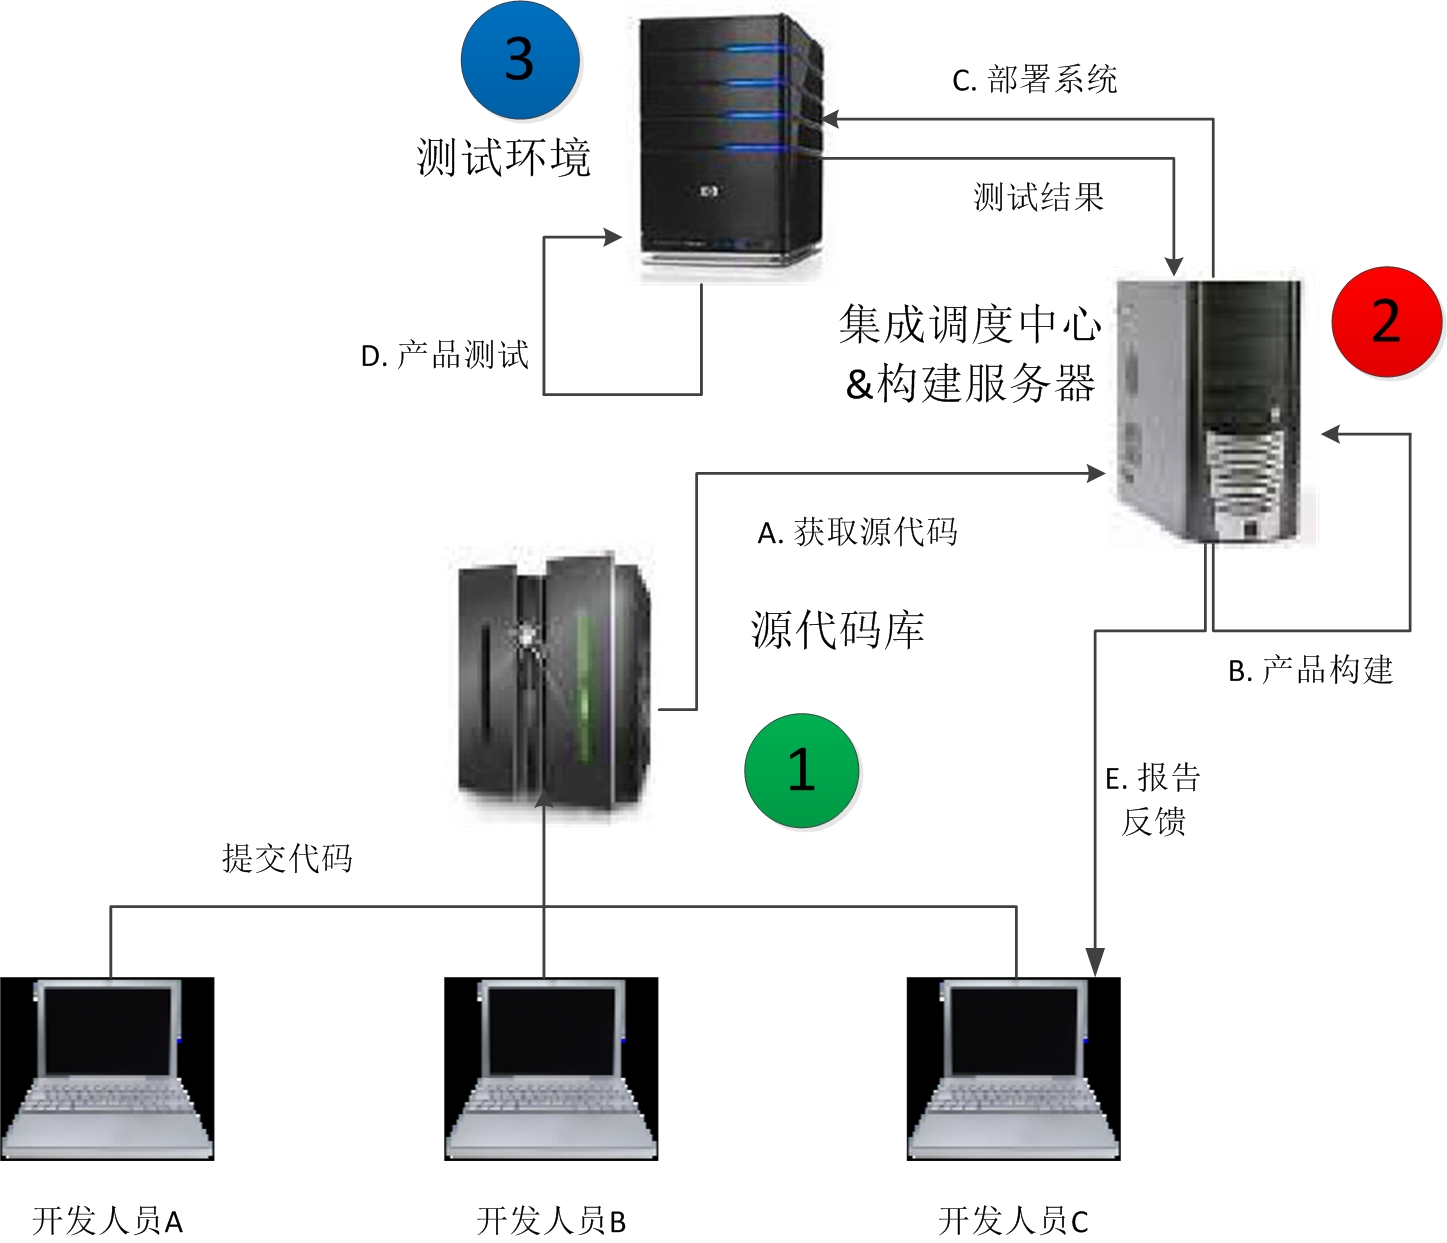 3
测试环境
C. 部署系统
测试结果
D. 产品测试
集成调度中心
&构建服务器
2
A. 获取源代码
源代码库
B. 产品构建
1
E. 报告
反馈
提交代码
开发人员A
开发人员B
开发人员C